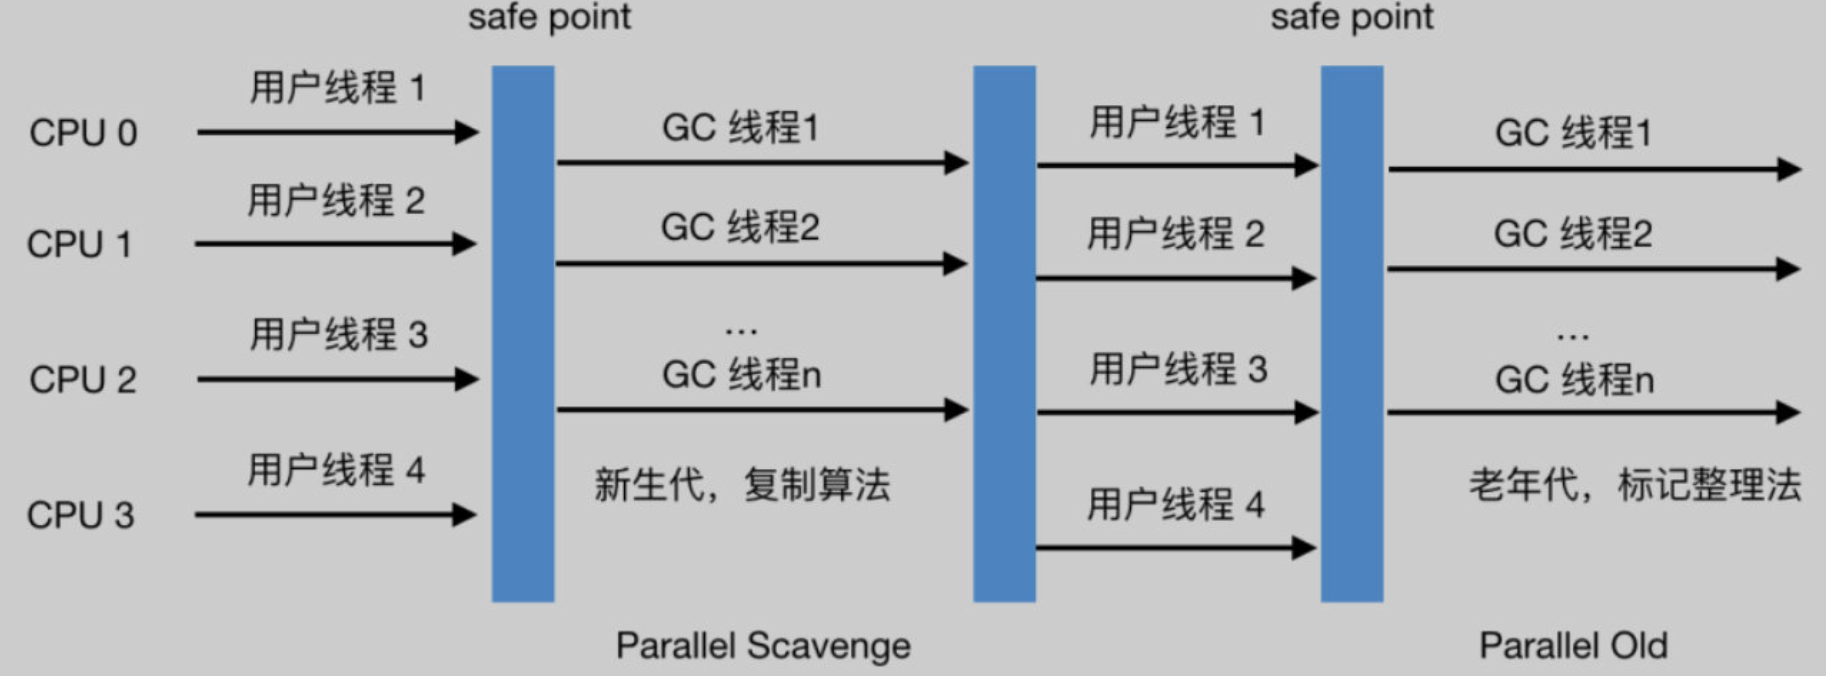 safe point
safe point
用户线程 1
GC 线程1
用户线程 1
GC 线程1
CPU 0
用户线程 2
GC 线程2
用户线程 2
GC 线程2
CPU 1
用户线程 3
...
GC 线程n
用户线程 3
...
GC 线程n
CPU 2
用户线程 4
新生代，复制算法
用户线程 4
老年代，标记整理法
CPU 3
Parallel Scavenge
Parallel Old